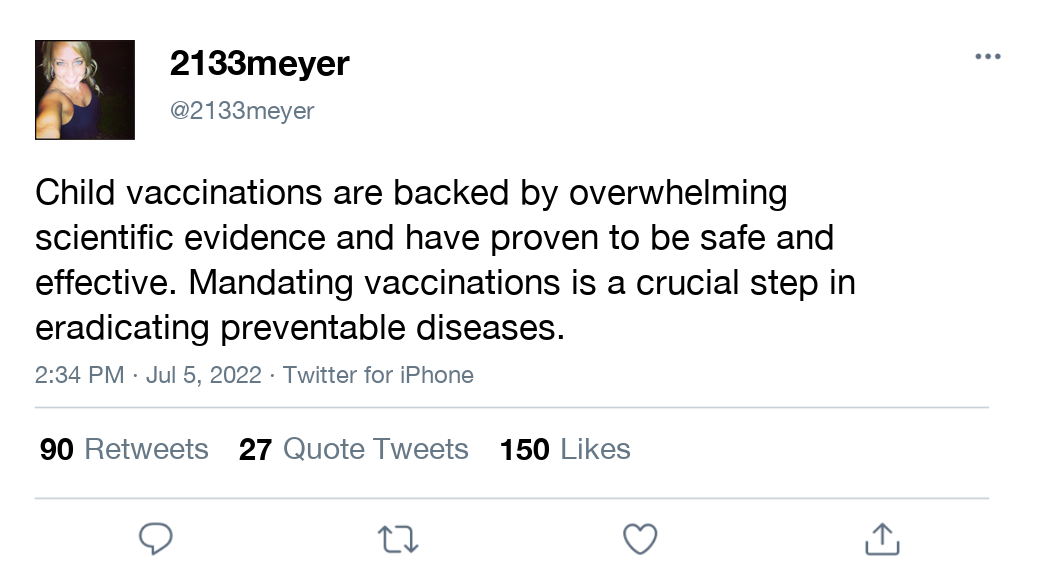 2133meyer
@2133meyer
Child vaccinations are backed by overwhelming
scientific evidence and have proven to be safe and
effective. Mandating vaccinations is a crucial step in
eradicating preventable diseases.
2:34 PM · Jul 5, 2022 · Twitter for iPhone
90 Retweets 27 Quote Tweets 150 Likes